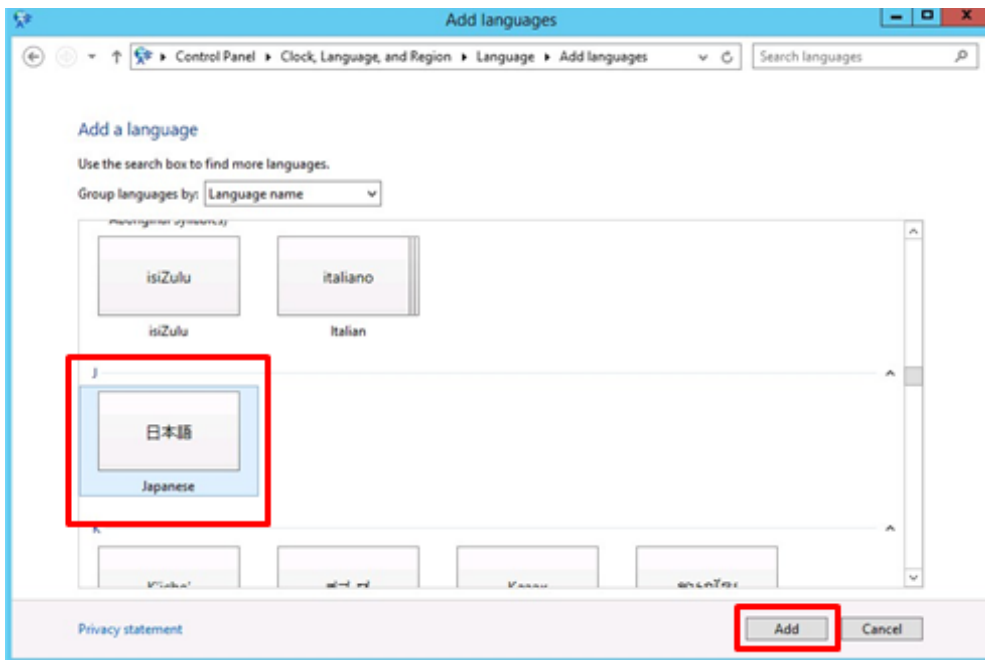 Add languages
Control Panel ▸ Clock, Language, and Region ▸ Language ▸ Add languages
Search languages
Add a language
Use the search box to find more languages.
Group languages by: Language name
isiZulu italiano
isiZulu Italian
J
日本語
Japanese
K
Privacy statement
Add Cancel